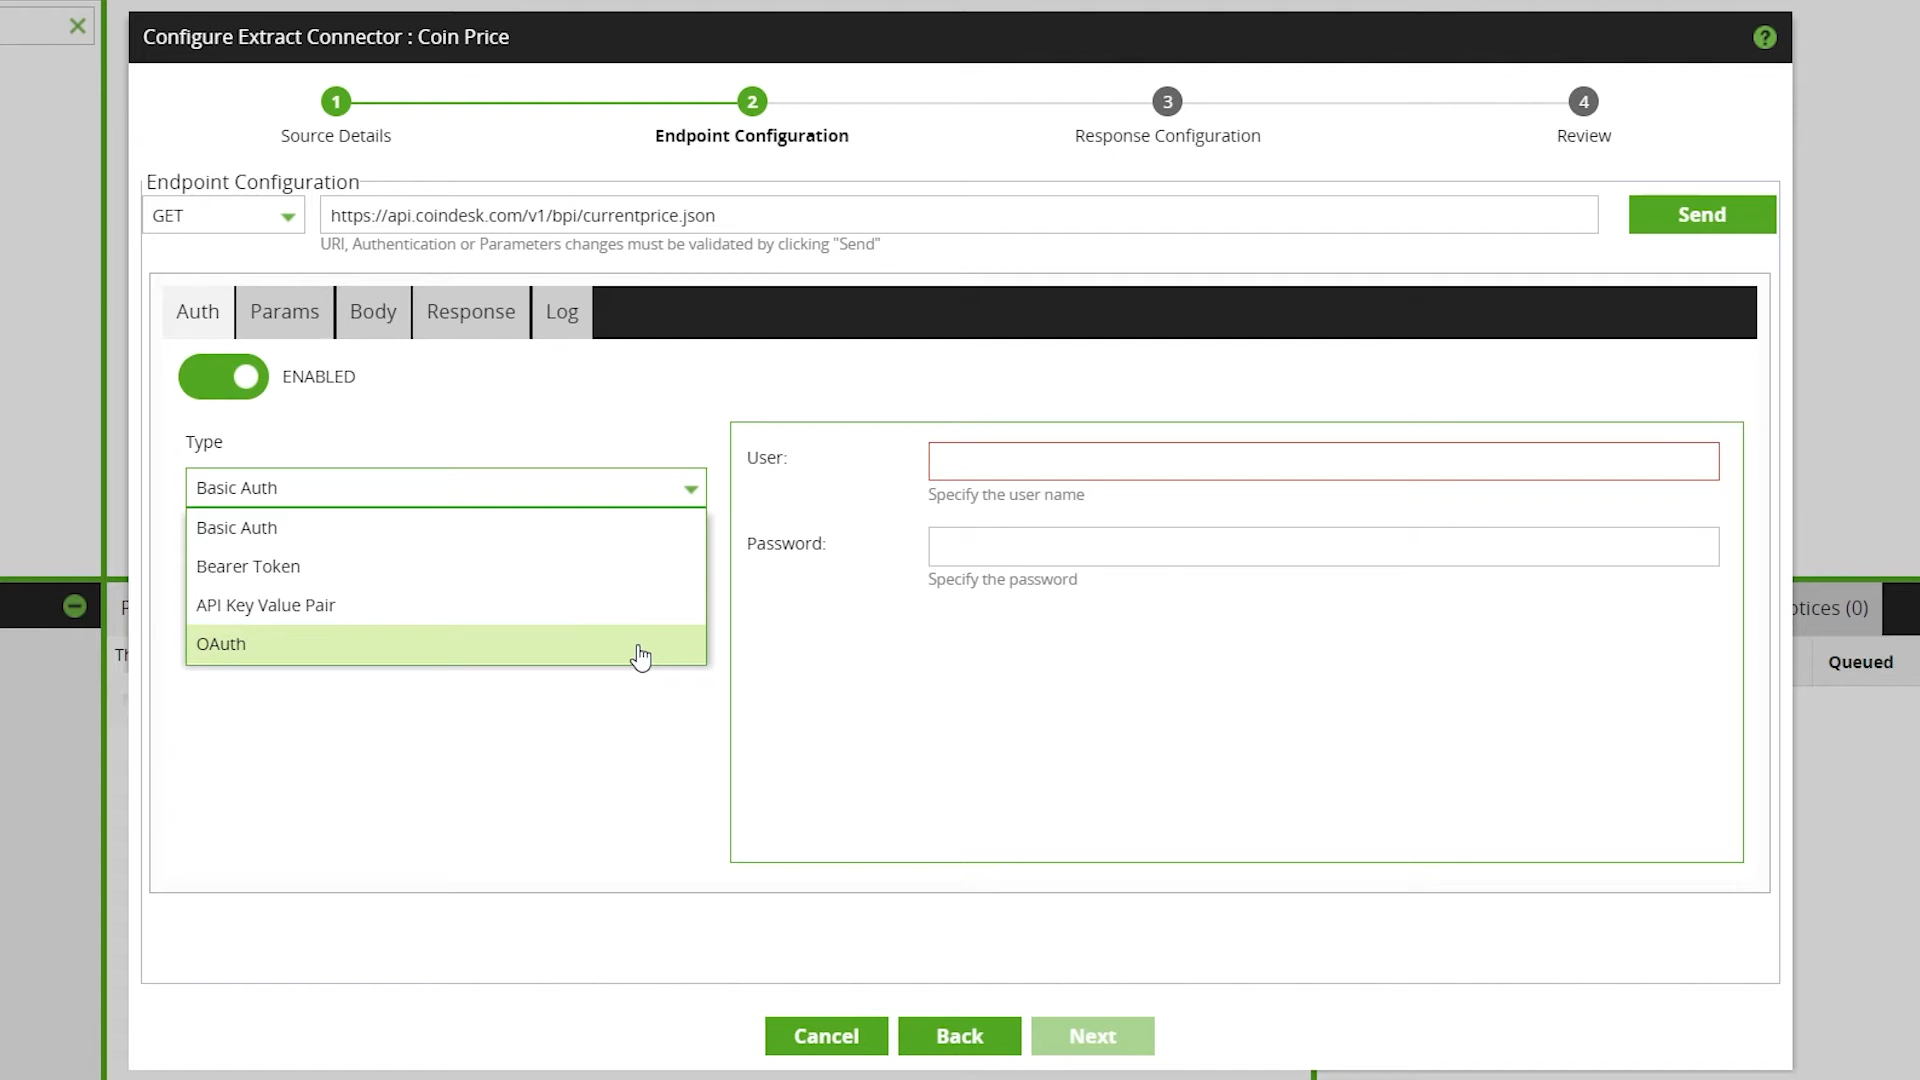 Configure Extract Connector : Coin Price
?
1
2
3
4
Source Details
Endpoint Configuration
Response Configuration
Review
Endpoint Configuration
GET
https://api.coindesk.com/v1/bpi/currentprice.json
Send
URI, Authentication or Parameters changes must be validated by clicking "Send"
Auth
Params
Body
Response
Log
ENABLED
Type
Basic Auth
Basic Auth
Bearer Token
API Key Value Pair
OAuth
User:
Specify the user name
Password:
Specify the password
otices (0)
Queued
Cancel
Back
Next